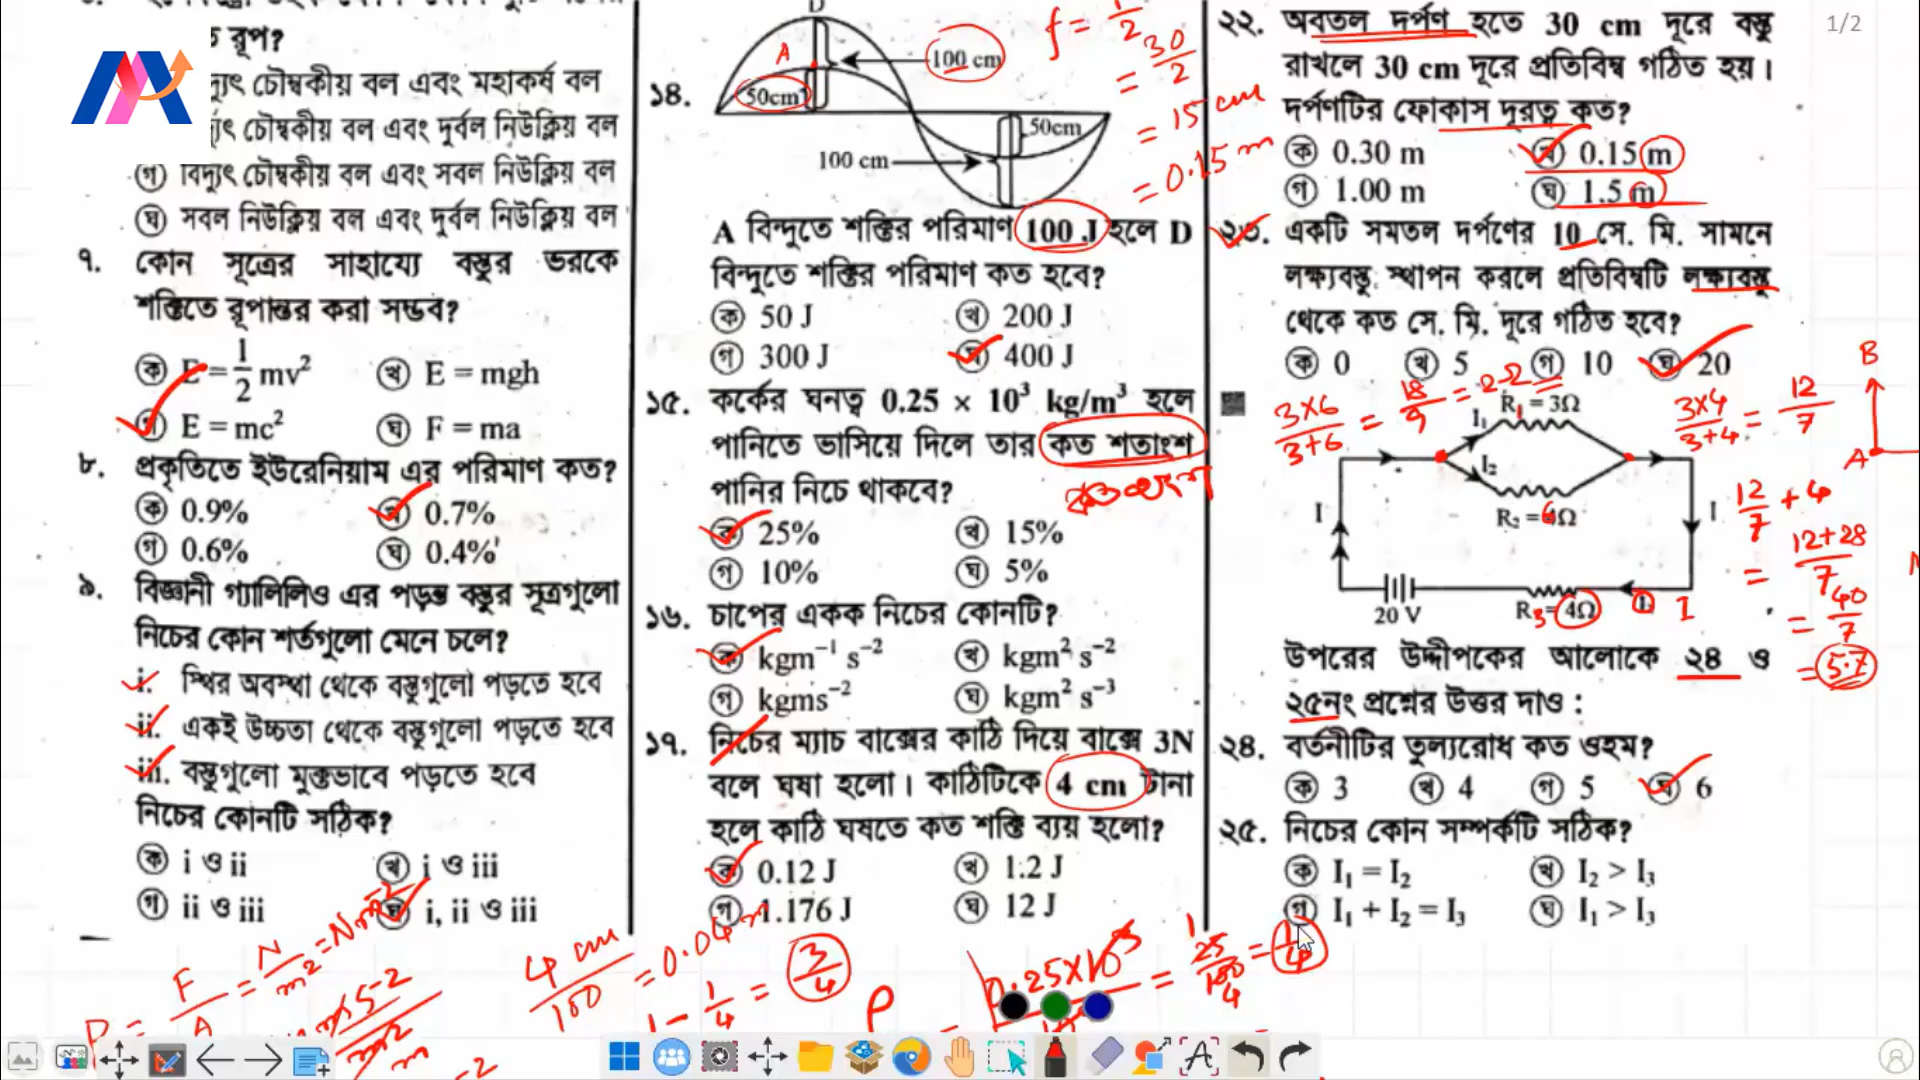 ত রূপ?
দ্যুৎ চৌম্বকীয় বল এবং মহাকর্ষ বল
র্যুৎ চৌম্বকীয় বল এবং দুর্বল নিউক্লিয় বল
গ বিদ্যুৎ চৌম্বকীয় বল এবং সবল নিউক্লিয় বল
ঘ সবল নিউক্লিয় বল এবং দুর্বল নিউক্লিয় বল
৭. কোন সূত্রের সাহায্যে বস্তুর ভরকে
শক্তিতে রূপান্তর করা সম্ভব?
ক E = 1/2 mv² খ E = mgh
গ E = mc² ঘ F = ma
৮. প্রকৃতিতে ইউরেনিয়াম এর পরিমাণ কত?
ক 0.9% খ 0.7%
গ 0.6% ঘ 0.4%
৯. বিজ্ঞানী গ্যালিলিও এর পড়ন্ত বস্তুর সূত্রগুলো
নিচের কোন শর্তগুলো মেনে চলে?
i. স্থির অবস্থা থেকে বস্তুগুলো পড়তে হবে
ii. একই উচ্চতা থেকে বস্তুগুলো পড়তে হবে
iii. বস্তুগুলো মুক্তভাবে পড়তে হবে
নিচের কোনটি সঠিক?
ক i ও ii খ i ও iii
গ ii ও iii ঘ i, ii ও iii
১৪.
D
A
100 cm
50cm
50cm
100 cm
A বিন্দুতে শক্তির পরিমাণ 100 J হলে D
বিন্দুতে শক্তির পরিমাণ কত হবে?
ক 50 J খ 200 J
গ 300 J ঘ 400 J
১৫. কর্কের ঘনত্ব 0.25 × 10³ kg/m³ হলে
পানিতে ভাসিয়ে দিলে তার কত শতাংশ
পানির নিচে থাকবে?
ক 25% খ 15%
গ 10% ঘ 5%
১৬. চাপের একক নিচের কোনটি?
ক kgm⁻¹ s⁻² খ kgm² s⁻²
গ kgms⁻² ঘ kgm² s⁻³
১৭. নিচের ম্যাচ বাক্সের কাঠি দিয়ে বাক্সে 3N
বলে ঘষা হলো। কাঠিটিকে 4 cm টানা
হলে কাঠি ঘষতে কত শক্তি ব্যয় হলো?
ক 0.12 J খ 1.2 J
গ 1.176 J ঘ 12 J
f = 1/2
= 30/2
= 15 cm
= 0.15 m
1/2
২২. অবতল দর্পণ হতে 30 cm দূরে বস্তু
রাখলে 30 cm দূরে প্রতিবিম্ব গঠিত হয়।
দর্পণটির ফোকাস দূরত্ব কত?
ক 0.30 m খ 0.15 m
গ 1.00 m ঘ 1.5 m
২৩. একটি সমতল দর্পণের 10 সে. মি. সামনে
লক্ষ্যবস্তু স্থাপন করলে প্রতিবিম্বটি লক্ষ্যবস্তু
থেকে কত সে. মি. দূরে গঠিত হবে?
ক 0 খ 5 গ 10 ঘ 20
3×6/3+6 = 18/9 = 2
R₁ = 3Ω
3×4/3+4 = 12/7
B
A
I₁
I₂
I
I
R₂ = 6Ω
12/7 + 4
= 12+28/7
= 40/7
= 5.7
20 V
R3 = 4Ω
I
উপরের উদ্দীপকের আলোকে ২৪ ও
২৫নং প্রশ্নের উত্তর দাও :
২৪. বর্তনীটির তুল্যরোধ কত ওহম?
ক 3 খ 4 গ 5 ঘ 6
২৫. নিচের কোন সম্পর্কটি সঠিক?
ক I₁ = I₂ খ I₂ > I₃
গ I₁ + I₂ = I₃ ঘ I₁ > I₃
P = F/A = N/m² = Nm⁻²
4 cm/100 = 0.04 m
1 - 1/4 = 3/4
ρ
0.25×10³
= 25/100 = 1/4